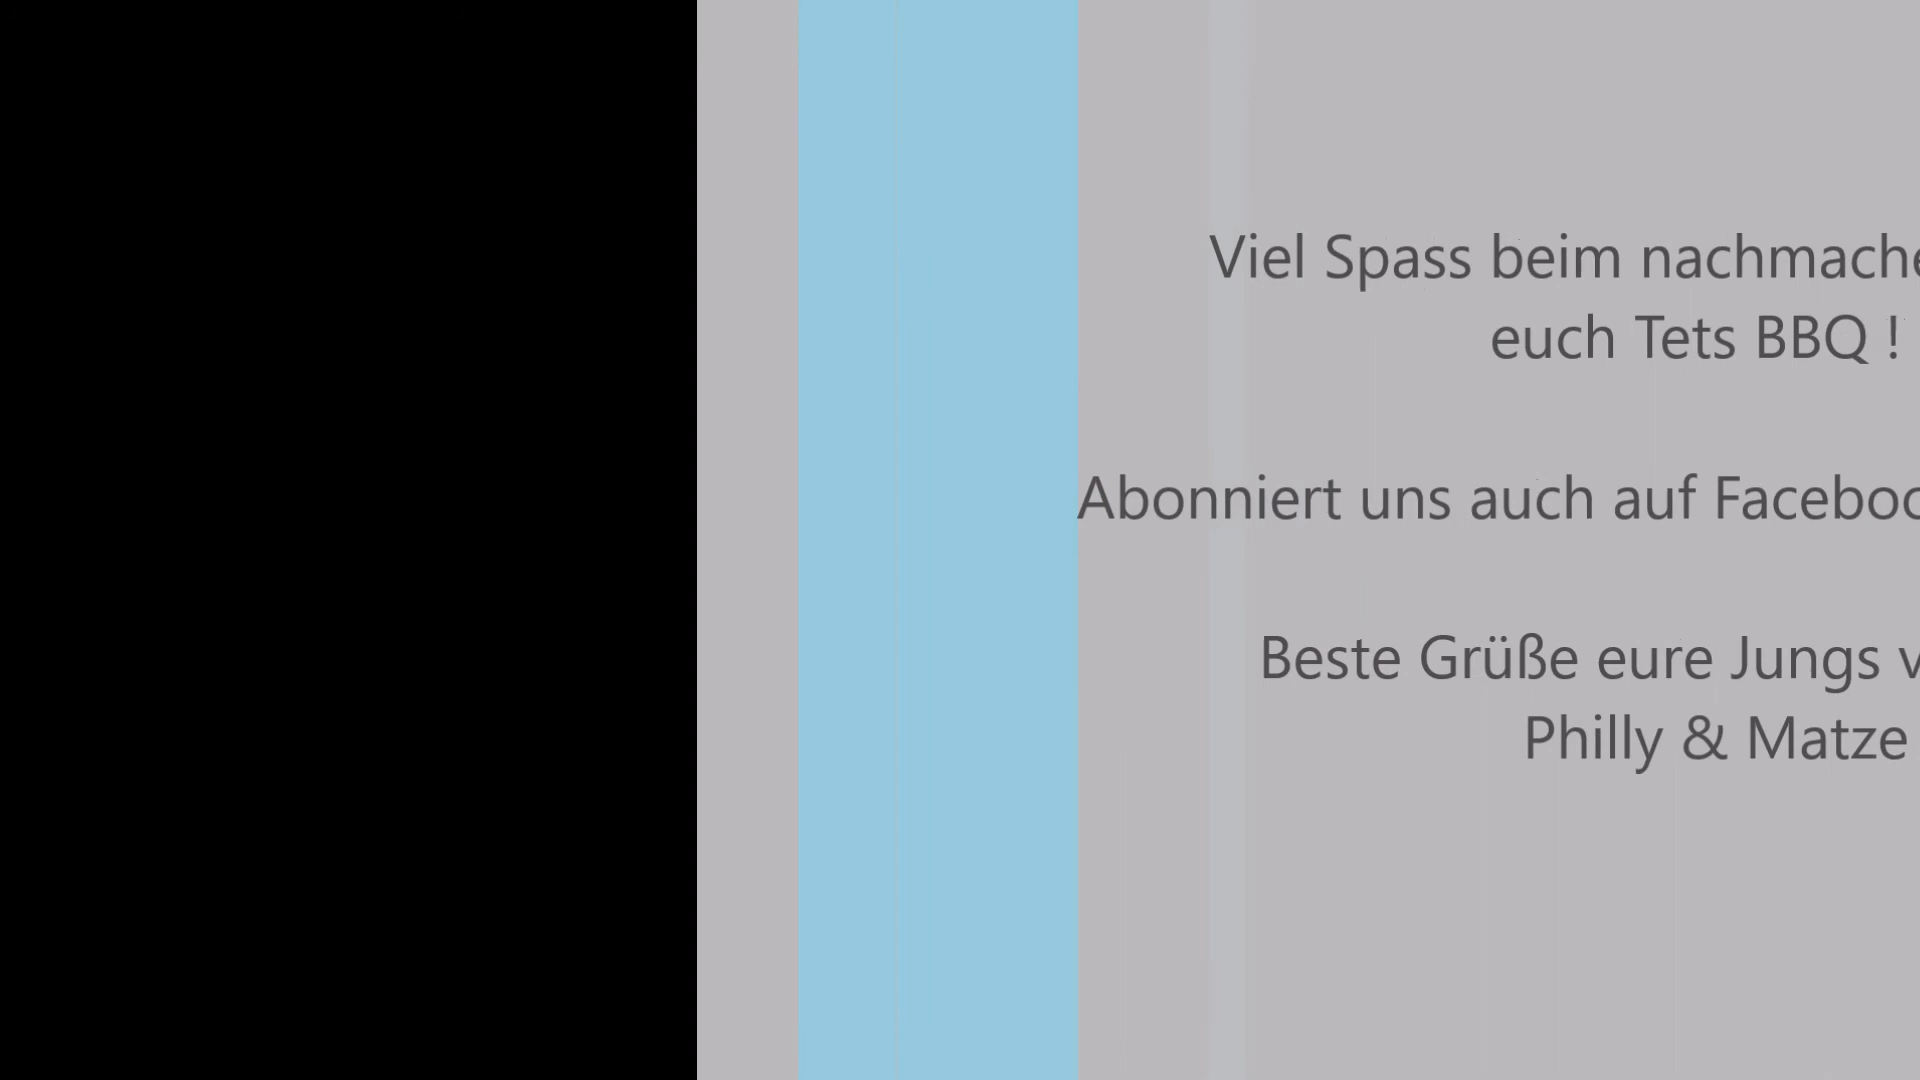 Viel Spass beim nachmache
euch Tets BBQ !
Abonniert uns auch auf Faceboo
Beste Grüße eure Jungs v
Philly & Matze